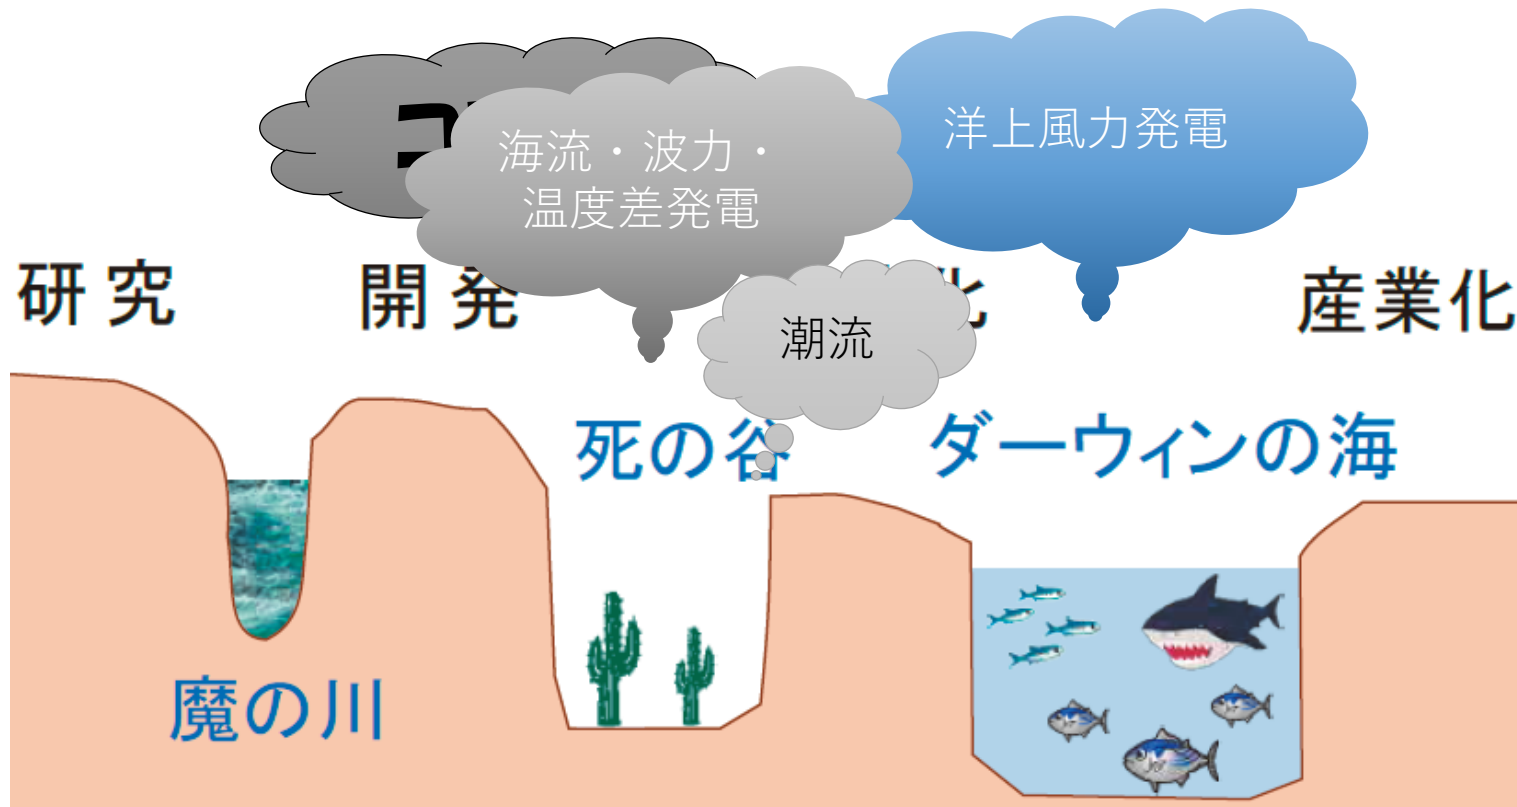 海流・波力・
温度差発電
洋上風力発電
研究
開発
化
産業化
潮流
死の谷
ダーウィンの海
魔の川